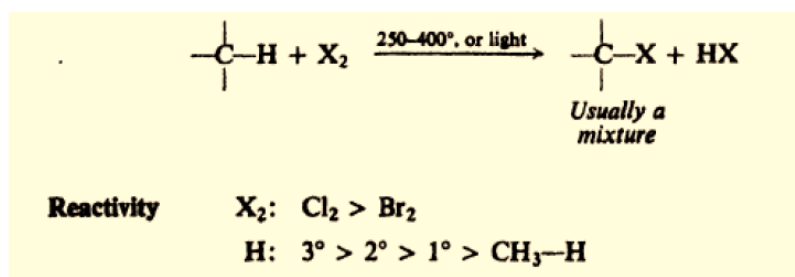 —C—H + X₂ 250–400°, or light —C—X + HX
Usually a
mixture
Reactivity X₂: Cl₂ > Br₂
H: 3° > 2° > 1° > CH₃—H